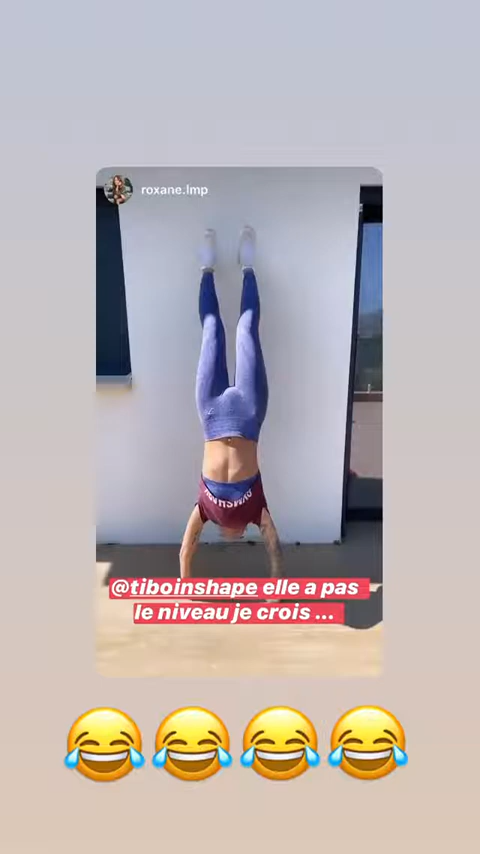 roxane.lmp
@tiboinshape elle a pas
le niveau je crois ...